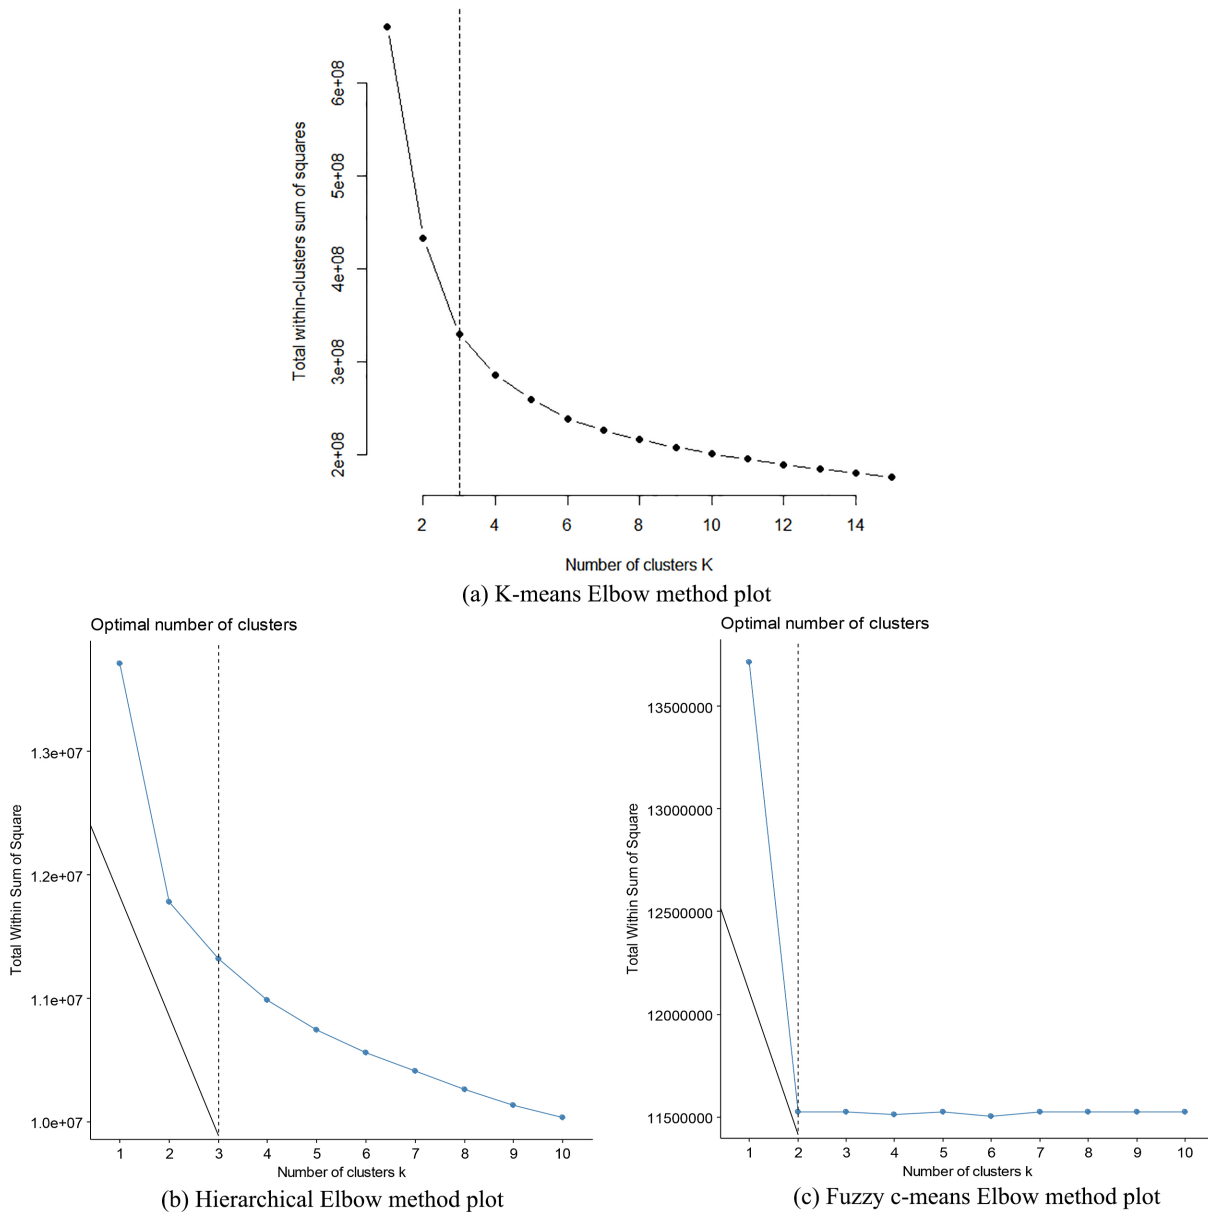 Total within-clusters sum of squares
6e+08
5e+08
4e+08
3e+08
2e+08
2 4 6 8 10 12 14
Number of clusters K
(a) K-means Elbow method plot
Optimal number of clusters
Total Within Sum of Square
1.3e+07
1.2e+07
1.1e+07
1.0e+07
1 2 3 4 5 6 7 8 9 10
Number of clusters k
(b) Hierarchical Elbow method plot
Optimal number of clusters
Total Within Sum of Square
13500000
13000000
12500000
12000000
11500000
1 2 3 4 5 6 7 8 9 10
Number of clusters k
(c) Fuzzy c-means Elbow method plot